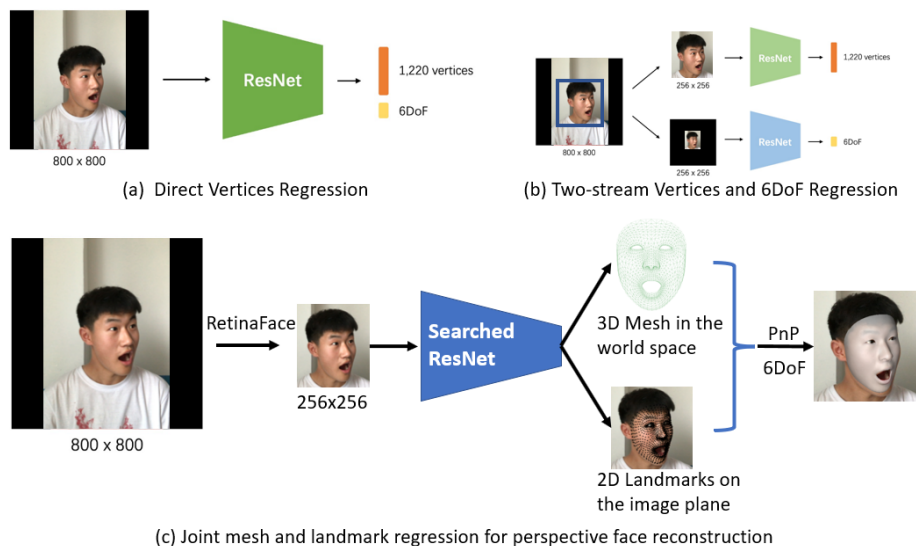 ResNet
1,220 vertices
6DoF
800 x 800
(a) Direct Vertices Regression
256 x 256
ResNet
1,220 vertices
800 x 800
256 x 256
ResNet
6DoF
(b) Two-stream Vertices and 6DoF Regression
800 x 800
RetinaFace
256x256
Searched
ResNet
3D Mesh in the
world space
2D Landmarks on
the image plane
PnP
6DoF
(c) Joint mesh and landmark regression for perspective face reconstruction